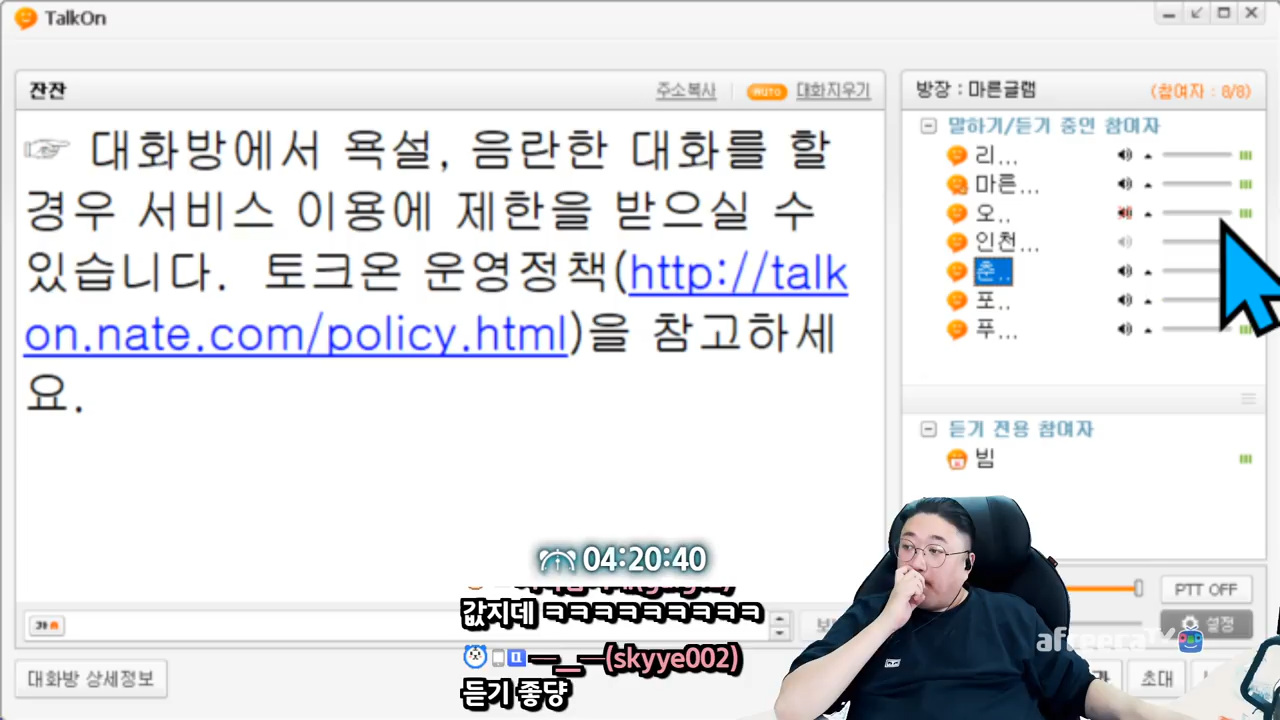 TalkOn
잔잔
주소복사
AUTO
대화지우기
☞ 대화방에서 욕설, 음란한 대화를 할
경우 서비스 이용에 제한을 받으실 수
있습니다. 토크온 운영정책(http://talk
on.nate.com/policy.html)을 참고하세
요.
방장 : 마른글램
(참여자 : 8/8)
말하기/듣기 중인 참여자
리...
마른...
오..
인천...
춘..
포..
푸...
듣기 전용 참여자
빔
04:20:40
값지데 ㅋㅋㅋㅋㅋㅋㅋㅋㅋ
(skyye002)
듣기 좋댱
가
PTT OFF
설정
afreecaTV
대화방 상세정보
초대